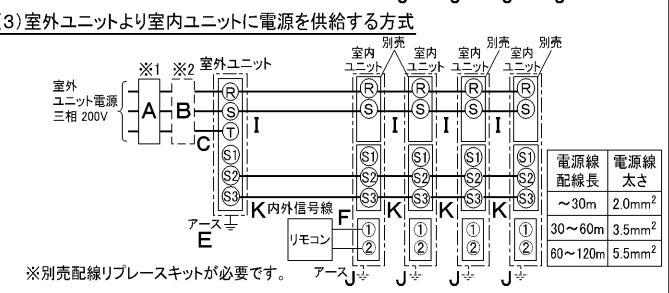 (3)室外ユニットより室内ユニットに電源を供給する方式
※1 ※2 室外ユニット
室内ユニット 別売 室内ユニット 室内ユニット 別売 室内ユニット 別売
室外
ユニット電源
三相 200V
A B C
R R R R R
S S S S S
T
I I I I
S1 S1 S1 S1 S1
S2 S2 S2 S2 S2
S3 S3 S3 S3 S3
K 内外信号線 K K K
アース
E
F
リモコン
① ① ① ①
② ② ② ②
アース J J J J
※別売配線リプレースキットが必要です。
電源線配線長 電源線太さ
～30m 2.0mm²
30～60m 3.5mm²
60～120m 5.5mm²